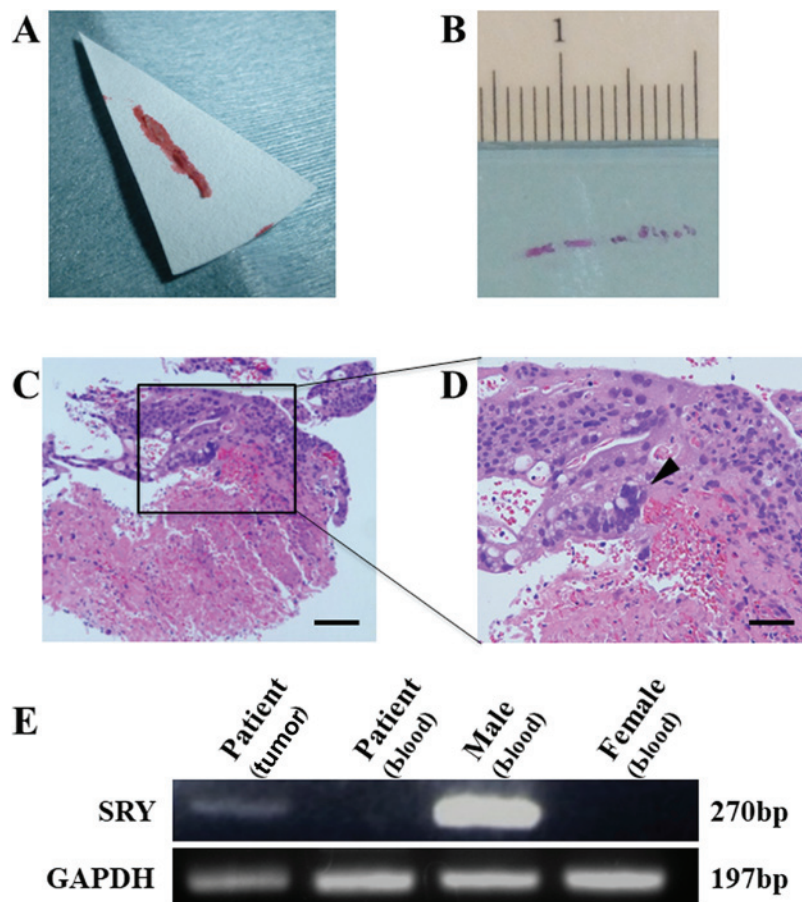 A
B
1
C
D
E
Patient
(tumor)
Patient
(blood)
Male
(blood)
Female
(blood)
SRY
270bp
GAPDH
197bp